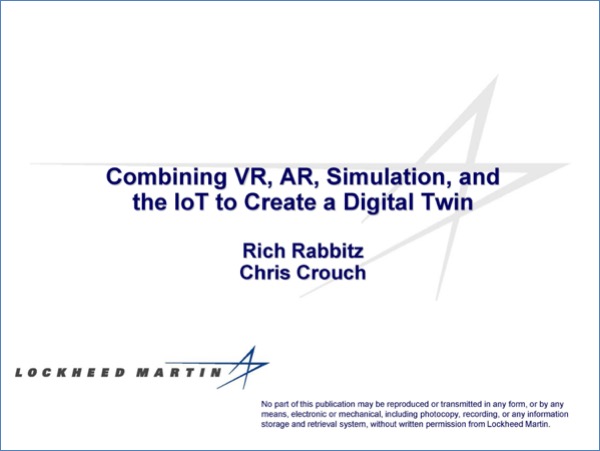 Combining VR, AR, Simulation, and
the IoT to Create a Digital Twin
Rich Rabbitz
Chris Crouch
LOCKHEED MARTIN
No part of this publication may be reproduced or transmitted in any form, or by any
means, electronic or mechanical, including photocopy, recording, or any information
storage and retrieval system, without written permission from Lockheed Martin.